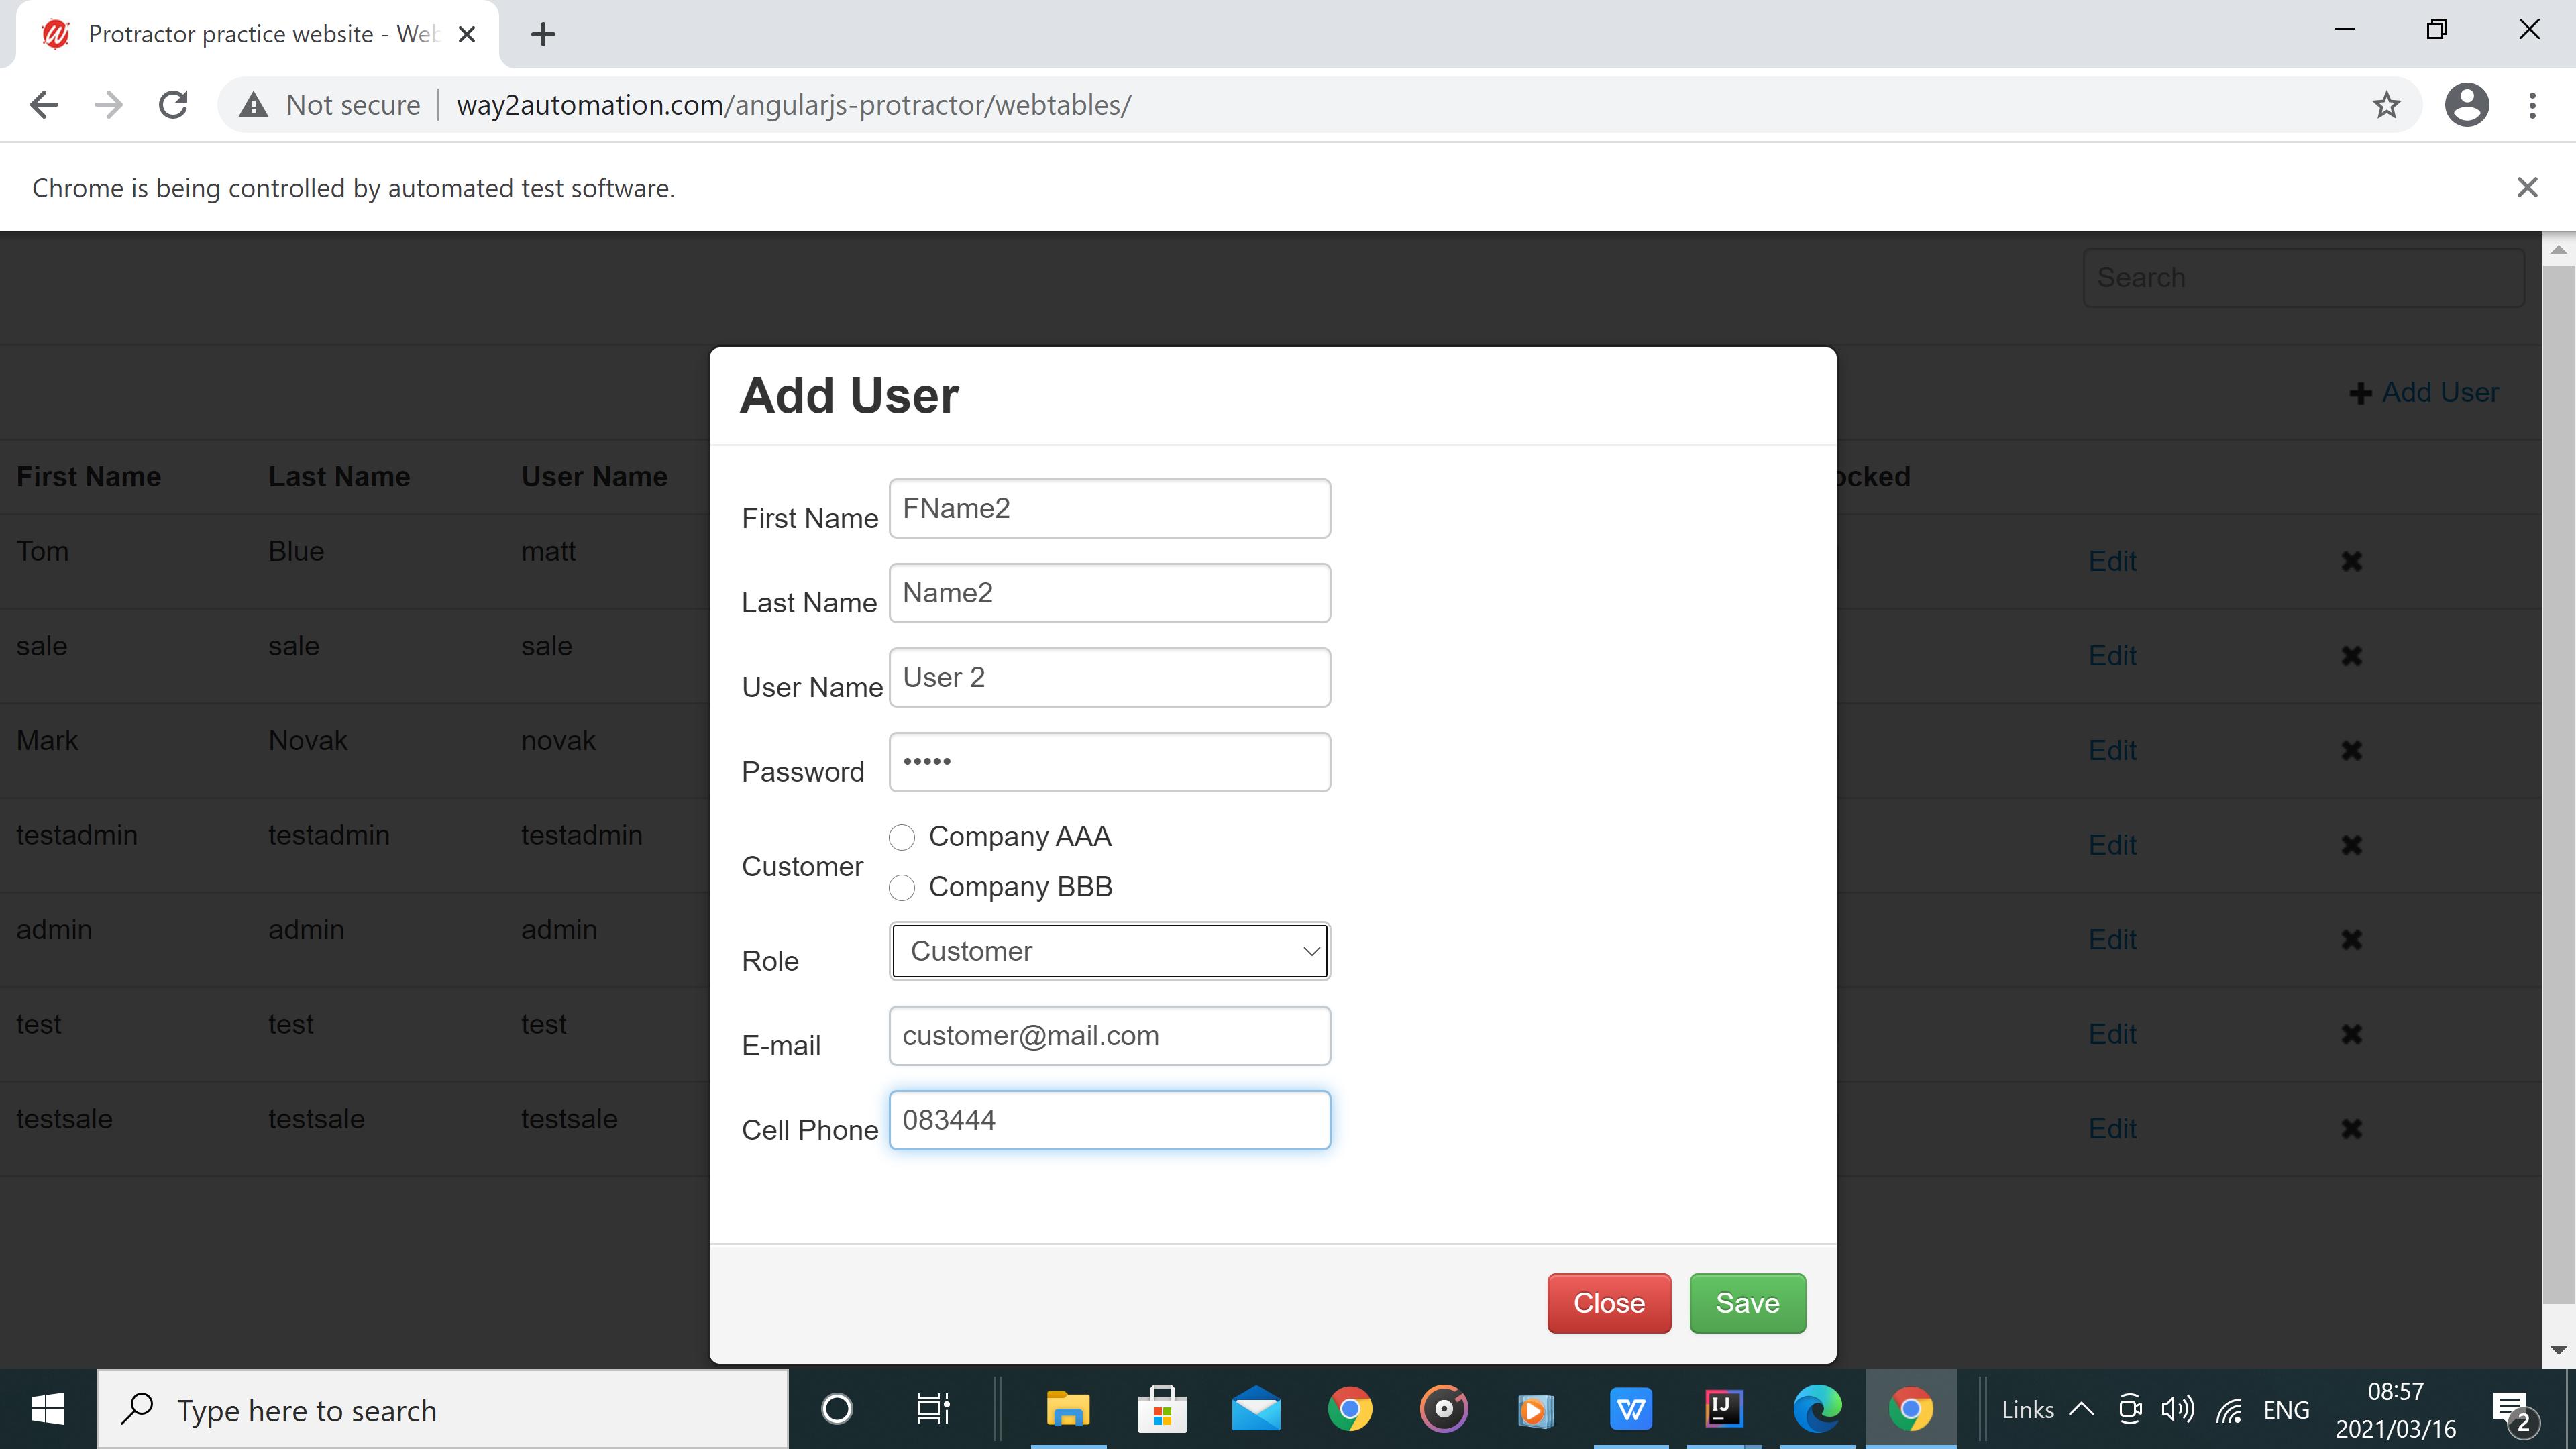 Protractor practice website - Web
Not secure way2automation.com/angularjs-protractor/webtables/
Chrome is being controlled by automated test software.
Search
Add User
First Name Last Name User Name ocked
Tom Blue matt Edit
sale sale sale Edit
Mark Novak novak Edit
testadmin testadmin testadmin Edit
admin admin admin Edit
test test test Edit
testsale testsale testsale Edit
Add User
First Name FName2
Last Name Name2
User Name User 2
Password •••••
Customer
Company AAA
Company BBB
Role Customer
E-mail customer@mail.com
Cell Phone 083444
Close Save
Type here to search
Links ENG
08:57
2021/03/16
2